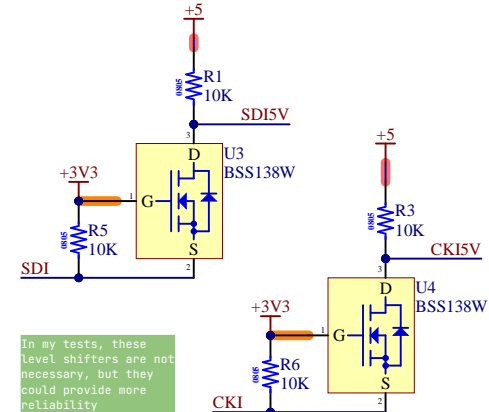 +5
R1
0805
10K
SDI5V
3
D
U3
BSS138W
+3V3
1
G
R5
0805
10K
S
2
SDI
+5
R3
0805
10K
CKI5V
3
D
U4
BSS138W
+3V3
1
G
R6
0805
10K
S
2
CKI
In my tests, these
level shifters are not
necessary, but they
could provide more
reliability